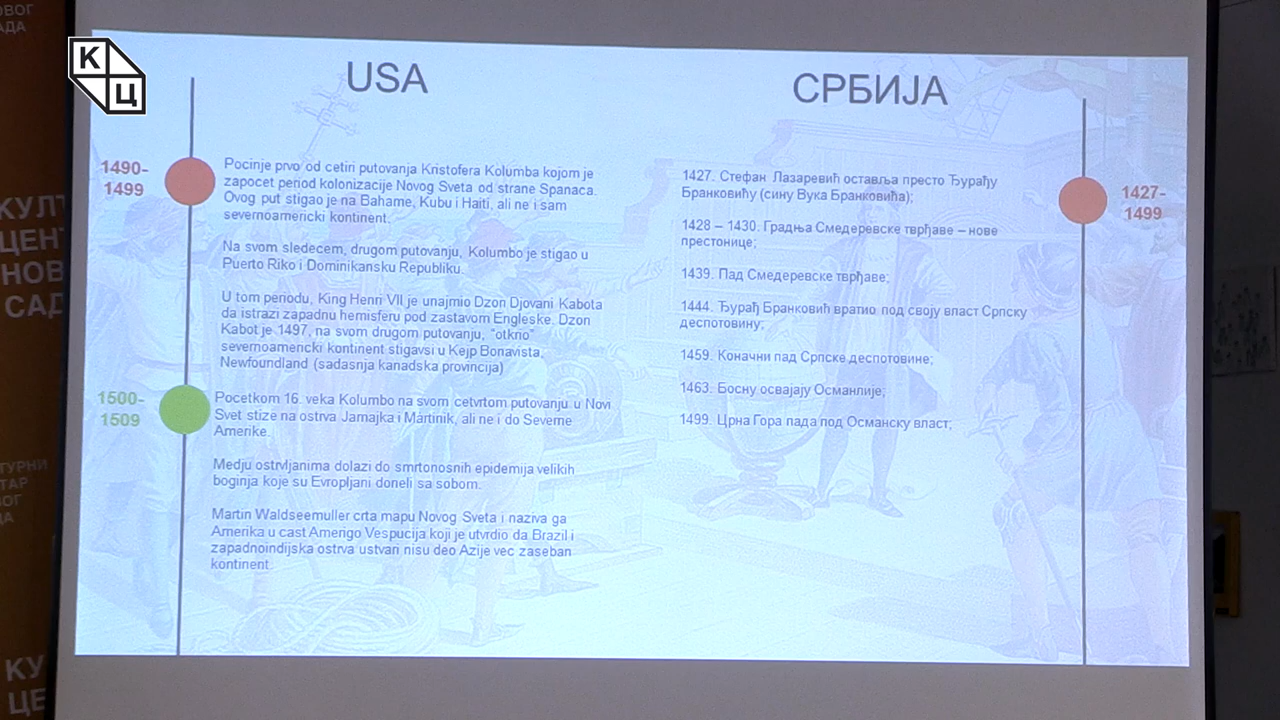 К
Ц
USA
1490-
1499
Pocinje prvo od cetiri putovanja Kristofera Kolumba kojom je
zapocet period kolonizacije Novog Sveta od strane Spanaca.
Ovog put stigao je na Bahame, Kubu i Haiti, ali ne i sam
severnoamericki kontinent.
Na svom sledecem, drugom putovanju, Kolumbo je stigao u
Puerto Riko i Dominikansku Republiku.
U tom periodu, King Henri VII je unajmio Dzon Djovani Kabota
da istrazi zapadnu hemisferu pod zastavom Engleske. Dzon
Kabot je 1497, na svom drugom putovanju, "otkrio"
severnoamericki kontinent stigavsi u Kejp Bonavista,
Newfoundland (sadasnja kanadska provincija)
1500-
1509
Pocetkom 16. veka Kolumbo na svom cetvrtom putovanju u Novi
Svet stize na ostrva Jamajka i Martinik, ali ne i do Severne
Amerike.
Medju ostrvljanima dolazi do smrtonosnih epidemija velikih
boginja koje su Evropljani doneli sa sobom.
Martin Waldseemuller crta mapu Novog Sveta i naziva ga
Amerika u cast Amerigo Vespucija koji je utvrdio da Brazil i
zapadnoindijska ostrva ustvari nisu deo Azije vec zaseban
kontinent.
СРБИЈА
1427-
1499
1427. Стефан Лазаревић оставља престо Ђурађу
Бранковићу (сину Вука Бранковића);
1428 – 1430. Градња Смедеревске тврђаве – нове
престонице;
1439. Пад Смедеревске тврђаве;
1444. Ђурађ Бранковић вратио под своју власт Српску
деспотовину;
1459. Коначни пад Српске деспотовине;
1463. Босну освајају Османлије;
1499. Црна Гора пада под Османску власт;
НОВ
САД